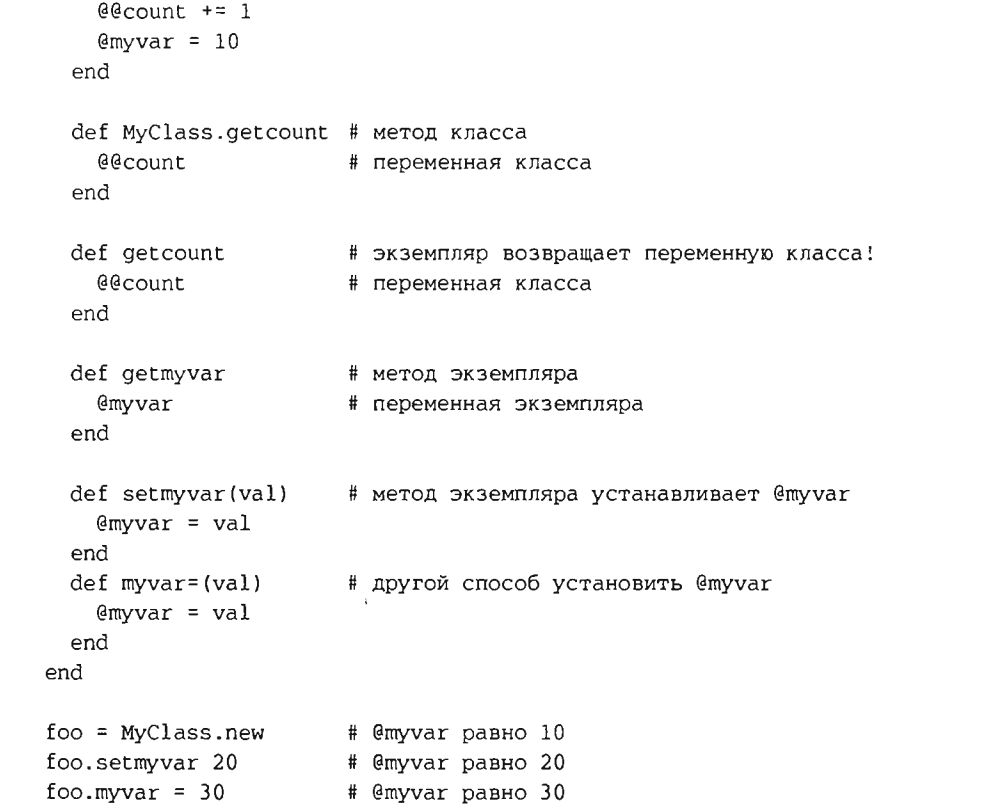 @@count += 1
    @myvar = 10
  end

  def MyClass.getcount # метод класса
    @@count            # переменная класса
  end

  def getcount         # экземпляр возвращает переменную класса!
    @@count            # переменная класса
  end

  def getmyvar         # метод экземпляра
    @myvar             # переменная экземпляра
  end

  def setmyvar(val)    # метод экземпляра устанавливает @myvar
    @myvar = val
  end
  def myvar=(val)      # другой способ установить @myvar
    @myvar = val
  end
end

foo = MyClass.new      # @myvar равно 10
foo.setmyvar 20        # @myvar равно 20
foo.myvar = 30         # @myvar равно 30